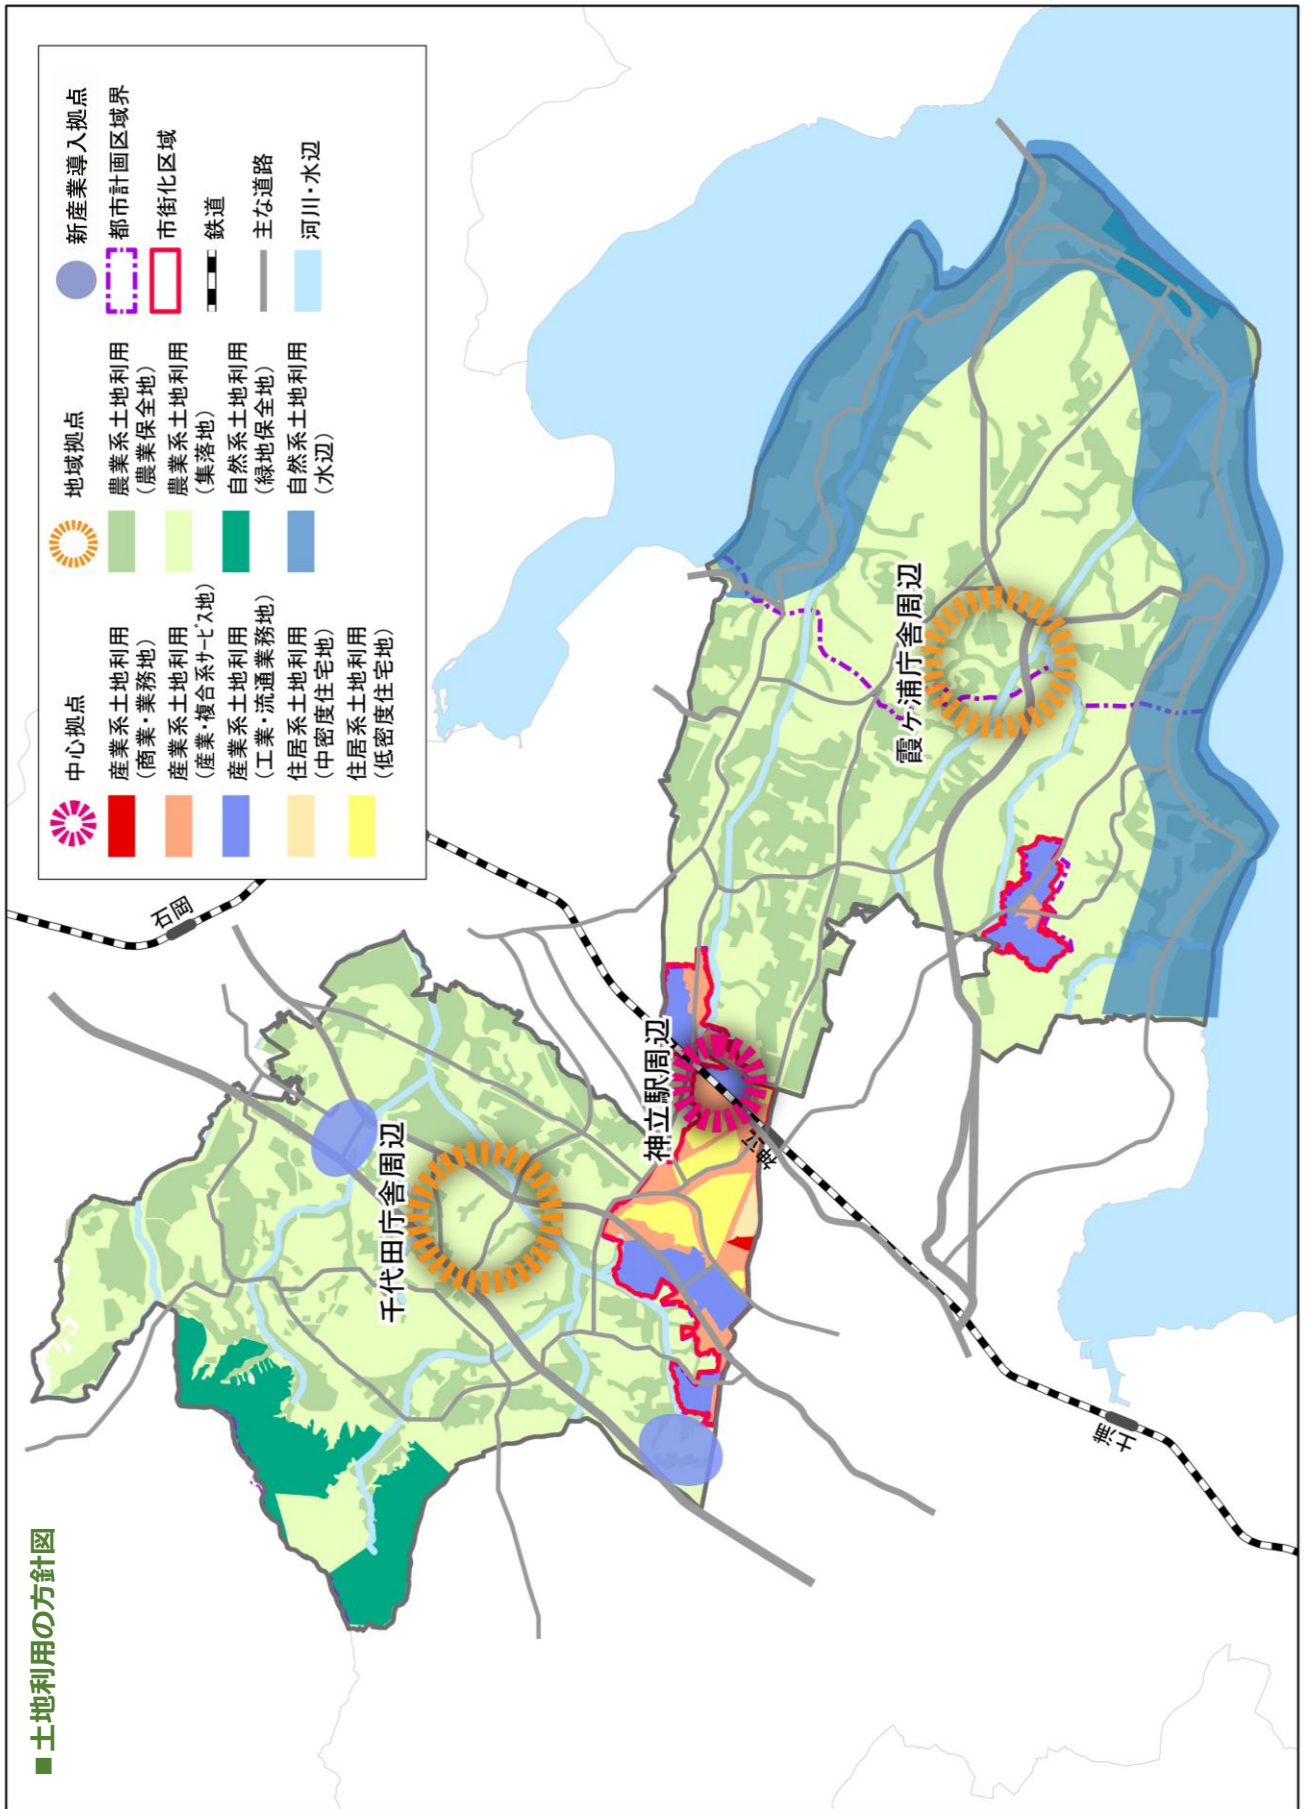 ■土地利用の方針図
中心拠点
産業系土地利用
（商業・業務地）
産業系土地利用
（産業・複合系サービス地）
産業系土地利用
（工業・流通業務地）
住居系土地利用
（中密度住宅地）
住居系土地利用
（低密度住宅地）
地域拠点
農業系土地利用
（農業保全地）
農業系土地利用
（集落地）
自然系土地利用
（緑地保全地）
自然系土地利用
（水辺）
新産業導入拠点
都市計画区域界
市街化区域
鉄道
主な道路
河川・水辺
石岡
千代田庁舎周辺
神立駅周辺
神立
霞ヶ浦庁舎周辺
土浦